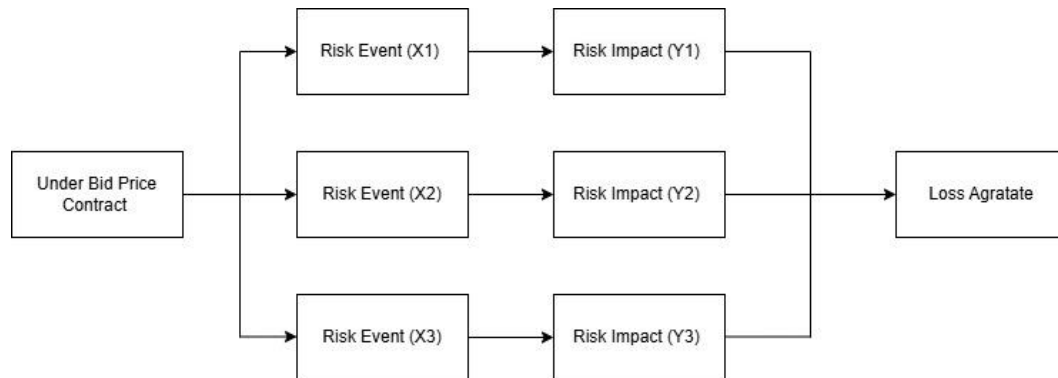 Risk Event (X1)
Risk Impact (Y1)
Under Bid Price
Contract
Risk Event (X2)
Risk Impact (Y2)
Loss Agratate
Risk Event (X3)
Risk Impact (Y3)